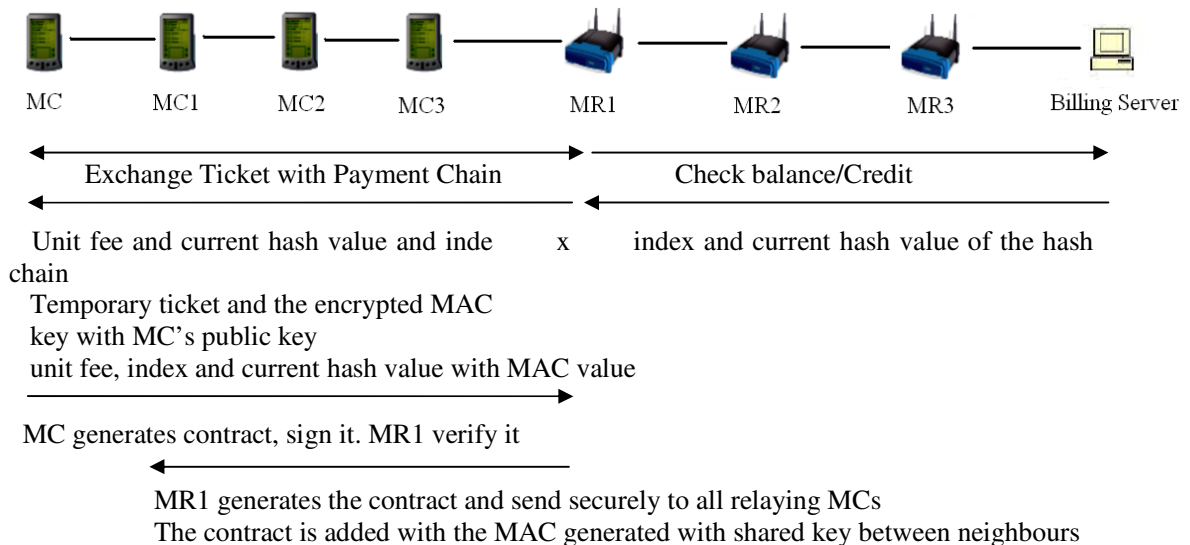 MC MC1 MC2 MC3 MR1 MR2 MR3 Billing Server
Exchange Ticket with Payment Chain Check balance/Credit
Unit fee and current hash value and inde x index and current hash value of the hash
chain
Temporary ticket and the encrypted MAC
key with MC’s public key
unit fee, index and current hash value with MAC value
MC generates contract, sign it. MR1 verify it
MR1 generates the contract and send securely to all relaying MCs
The contract is added with the MAC generated with shared key between neighbours